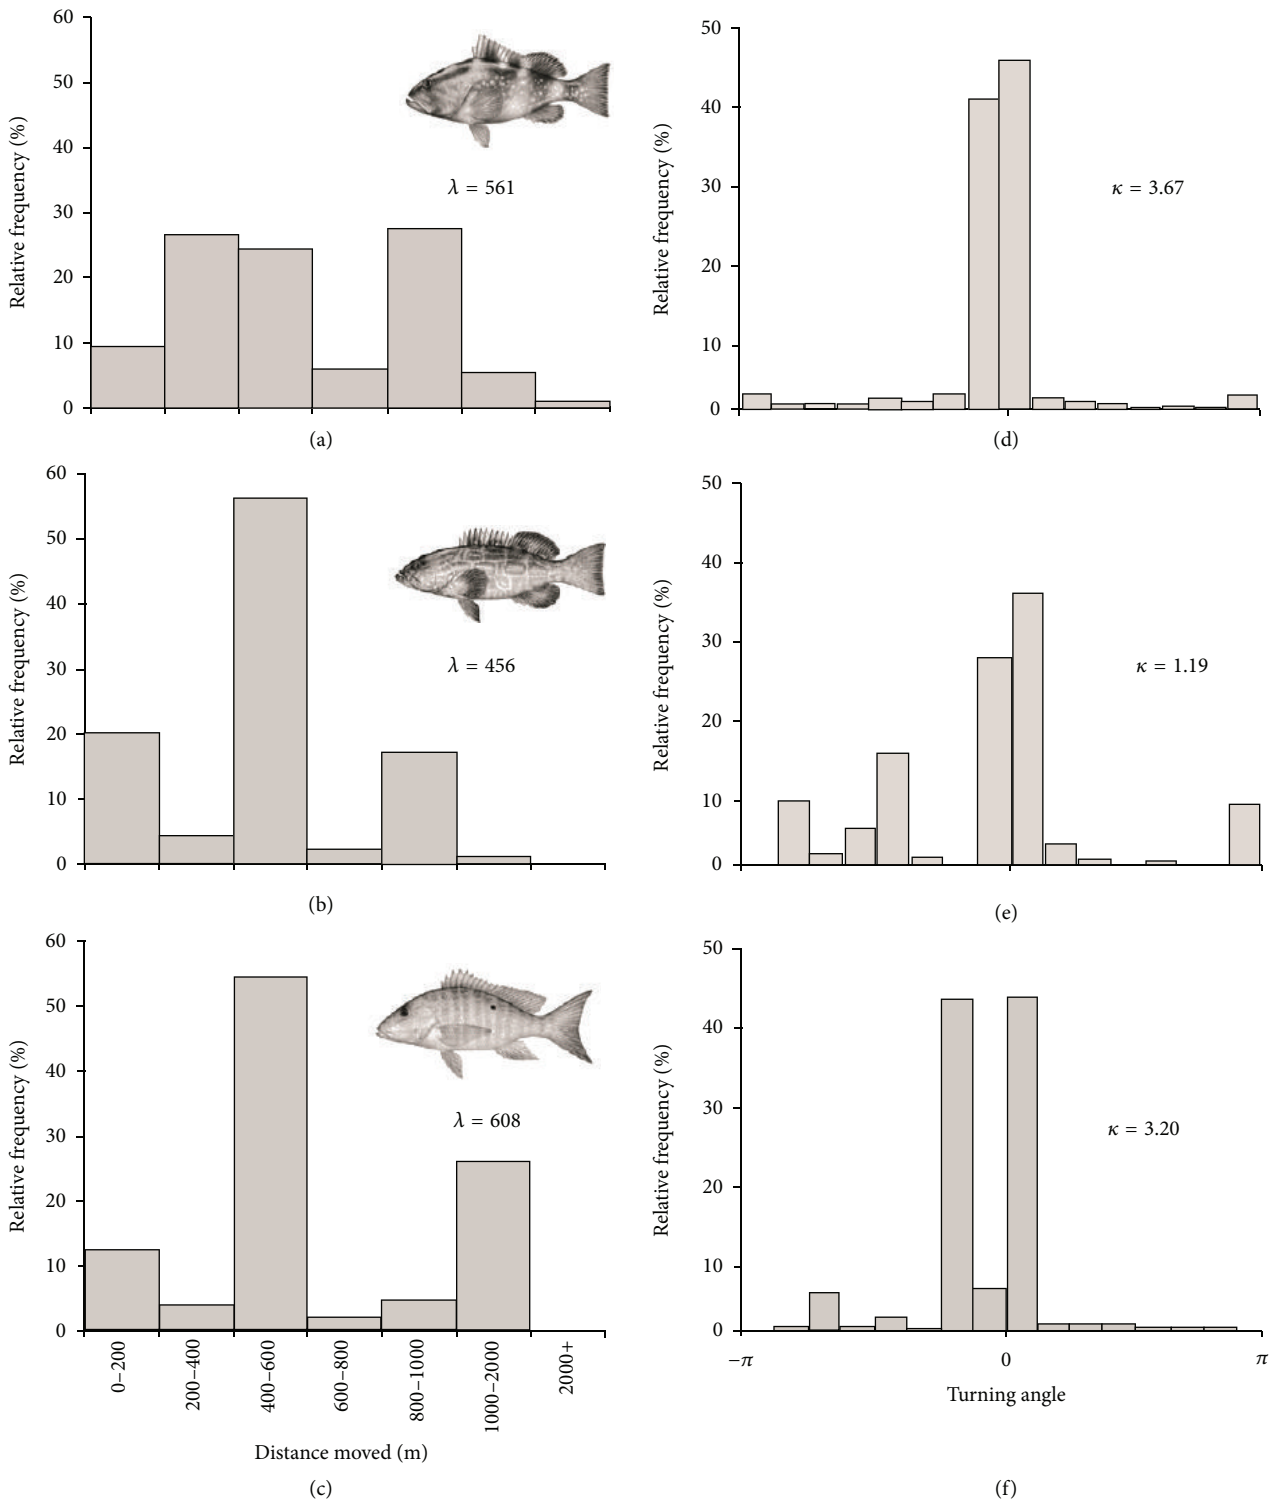 60
50
40
30
20
10
0
Relative frequency (%)
λ = 561
(a)
50
40
30
20
10
0
Relative frequency (%)
κ = 3.67
(d)
60
50
40
30
20
10
0
Relative frequency (%)
λ = 456
(b)
50
40
30
20
10
0
Relative frequency (%)
κ = 1.19
(e)
60
50
40
30
20
10
0
Relative frequency (%)
λ = 608
0–200
200–400
400–600
600–800
800–1000
1000–2000
2000+
Distance moved (m)
(c)
50
40
30
20
10
0
Relative frequency (%)
κ = 3.20
−π
0
π
Turning angle
(f)